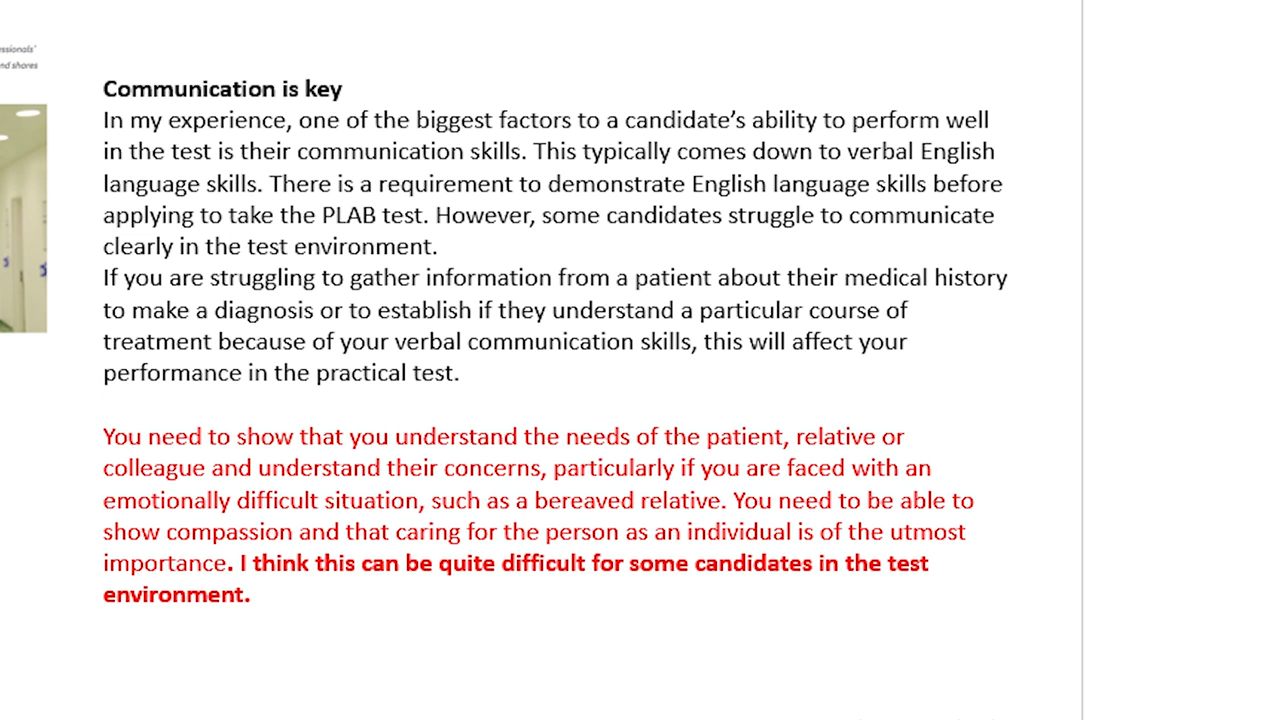 ssionals'
nd shares
Communication is key
In my experience, one of the biggest factors to a candidate’s ability to perform well
in the test is their communication skills. This typically comes down to verbal English
language skills. There is a requirement to demonstrate English language skills before
applying to take the PLAB test. However, some candidates struggle to communicate
clearly in the test environment.
If you are struggling to gather information from a patient about their medical history
to make a diagnosis or to establish if they understand a particular course of
treatment because of your verbal communication skills, this will affect your
performance in the practical test.
You need to show that you understand the needs of the patient, relative or
colleague and understand their concerns, particularly if you are faced with an
emotionally difficult situation, such as a bereaved relative. You need to be able to
show compassion and that caring for the person as an individual is of the utmost
importance. I think this can be quite difficult for some candidates in the test
environment.